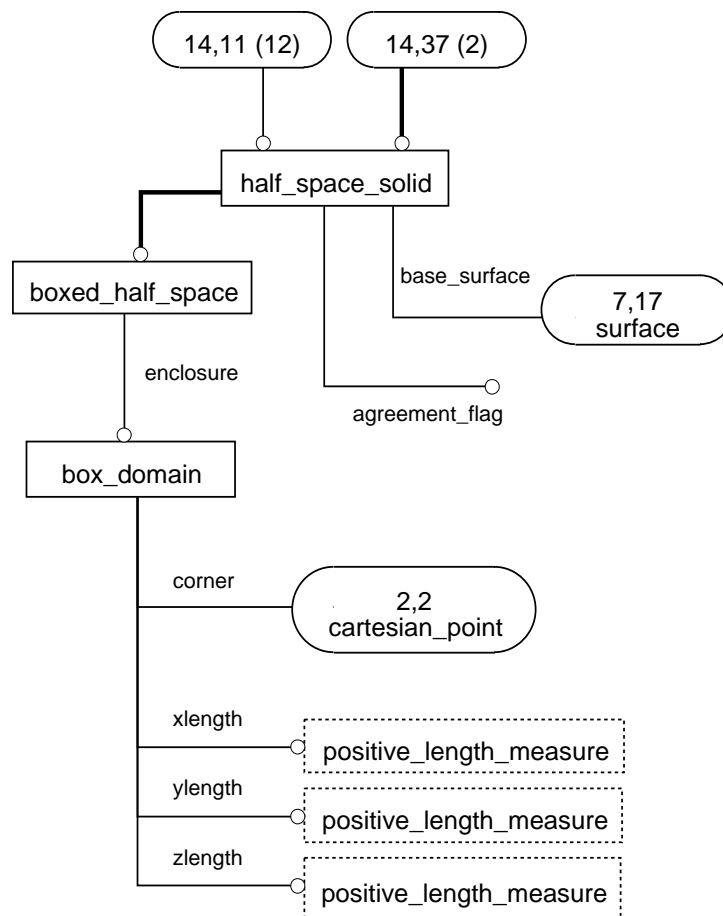 14,11 (12)
14,37 (2)
half_space_solid
boxed_half_space
base_surface
7,17
surface
enclosure
agreement_flag
box_domain
corner
2,2
cartesian_point
xlength
positive_length_measure
ylength
positive_length_measure
zlength
positive_length_measure